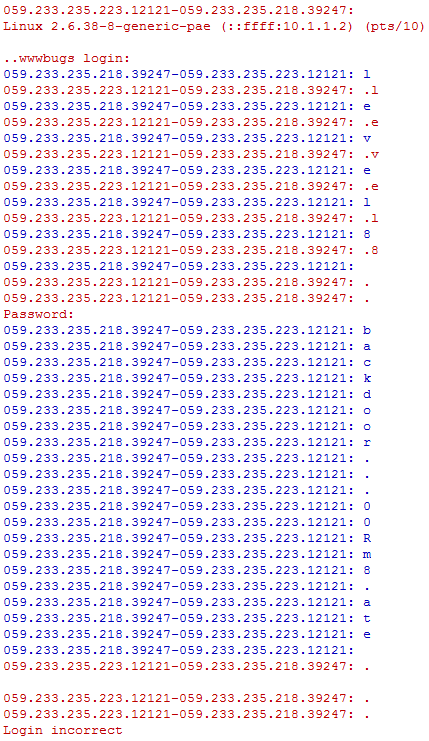 059.233.235.223.12121-059.233.235.218.39247:
Linux 2.6.38-8-generic-pae (::ffff:10.1.1.2) (pts/10)
..wwwbugs login:
059.233.235.218.39247-059.233.235.223.12121: l
059.233.235.223.12121-059.233.235.218.39247: .l
059.233.235.218.39247-059.233.235.223.12121: e
059.233.235.223.12121-059.233.235.218.39247: .e
059.233.235.218.39247-059.233.235.223.12121: v
059.233.235.223.12121-059.233.235.218.39247: .v
059.233.235.218.39247-059.233.235.223.12121: e
059.233.235.223.12121-059.233.235.218.39247: .e
059.233.235.218.39247-059.233.235.223.12121: l
059.233.235.223.12121-059.233.235.218.39247: .l
059.233.235.218.39247-059.233.235.223.12121: 8
059.233.235.223.12121-059.233.235.218.39247: .8
059.233.235.218.39247-059.233.235.223.12121:
059.233.235.223.12121-059.233.235.218.39247: .
059.233.235.223.12121-059.233.235.218.39247: .
Password:
059.233.235.218.39247-059.233.235.223.12121: b
059.233.235.218.39247-059.233.235.223.12121: a
059.233.235.218.39247-059.233.235.223.12121: c
059.233.235.218.39247-059.233.235.223.12121: k
059.233.235.218.39247-059.233.235.223.12121: d
059.233.235.218.39247-059.233.235.223.12121: o
059.233.235.218.39247-059.233.235.223.12121: o
059.233.235.218.39247-059.233.235.223.12121: r
059.233.235.218.39247-059.233.235.223.12121: .
059.233.235.218.39247-059.233.235.223.12121: .
059.233.235.218.39247-059.233.235.223.12121: .
059.233.235.218.39247-059.233.235.223.12121: 0
059.233.235.218.39247-059.233.235.223.12121: 0
059.233.235.218.39247-059.233.235.223.12121: R
059.233.235.218.39247-059.233.235.223.12121: m
059.233.235.218.39247-059.233.235.223.12121: 8
059.233.235.218.39247-059.233.235.223.12121: .
059.233.235.218.39247-059.233.235.223.12121: a
059.233.235.218.39247-059.233.235.223.12121: t
059.233.235.218.39247-059.233.235.223.12121: e
059.233.235.218.39247-059.233.235.223.12121:
059.233.235.223.12121-059.233.235.218.39247: .
059.233.235.223.12121-059.233.235.218.39247: .
059.233.235.223.12121-059.233.235.218.39247: .
Login incorrect